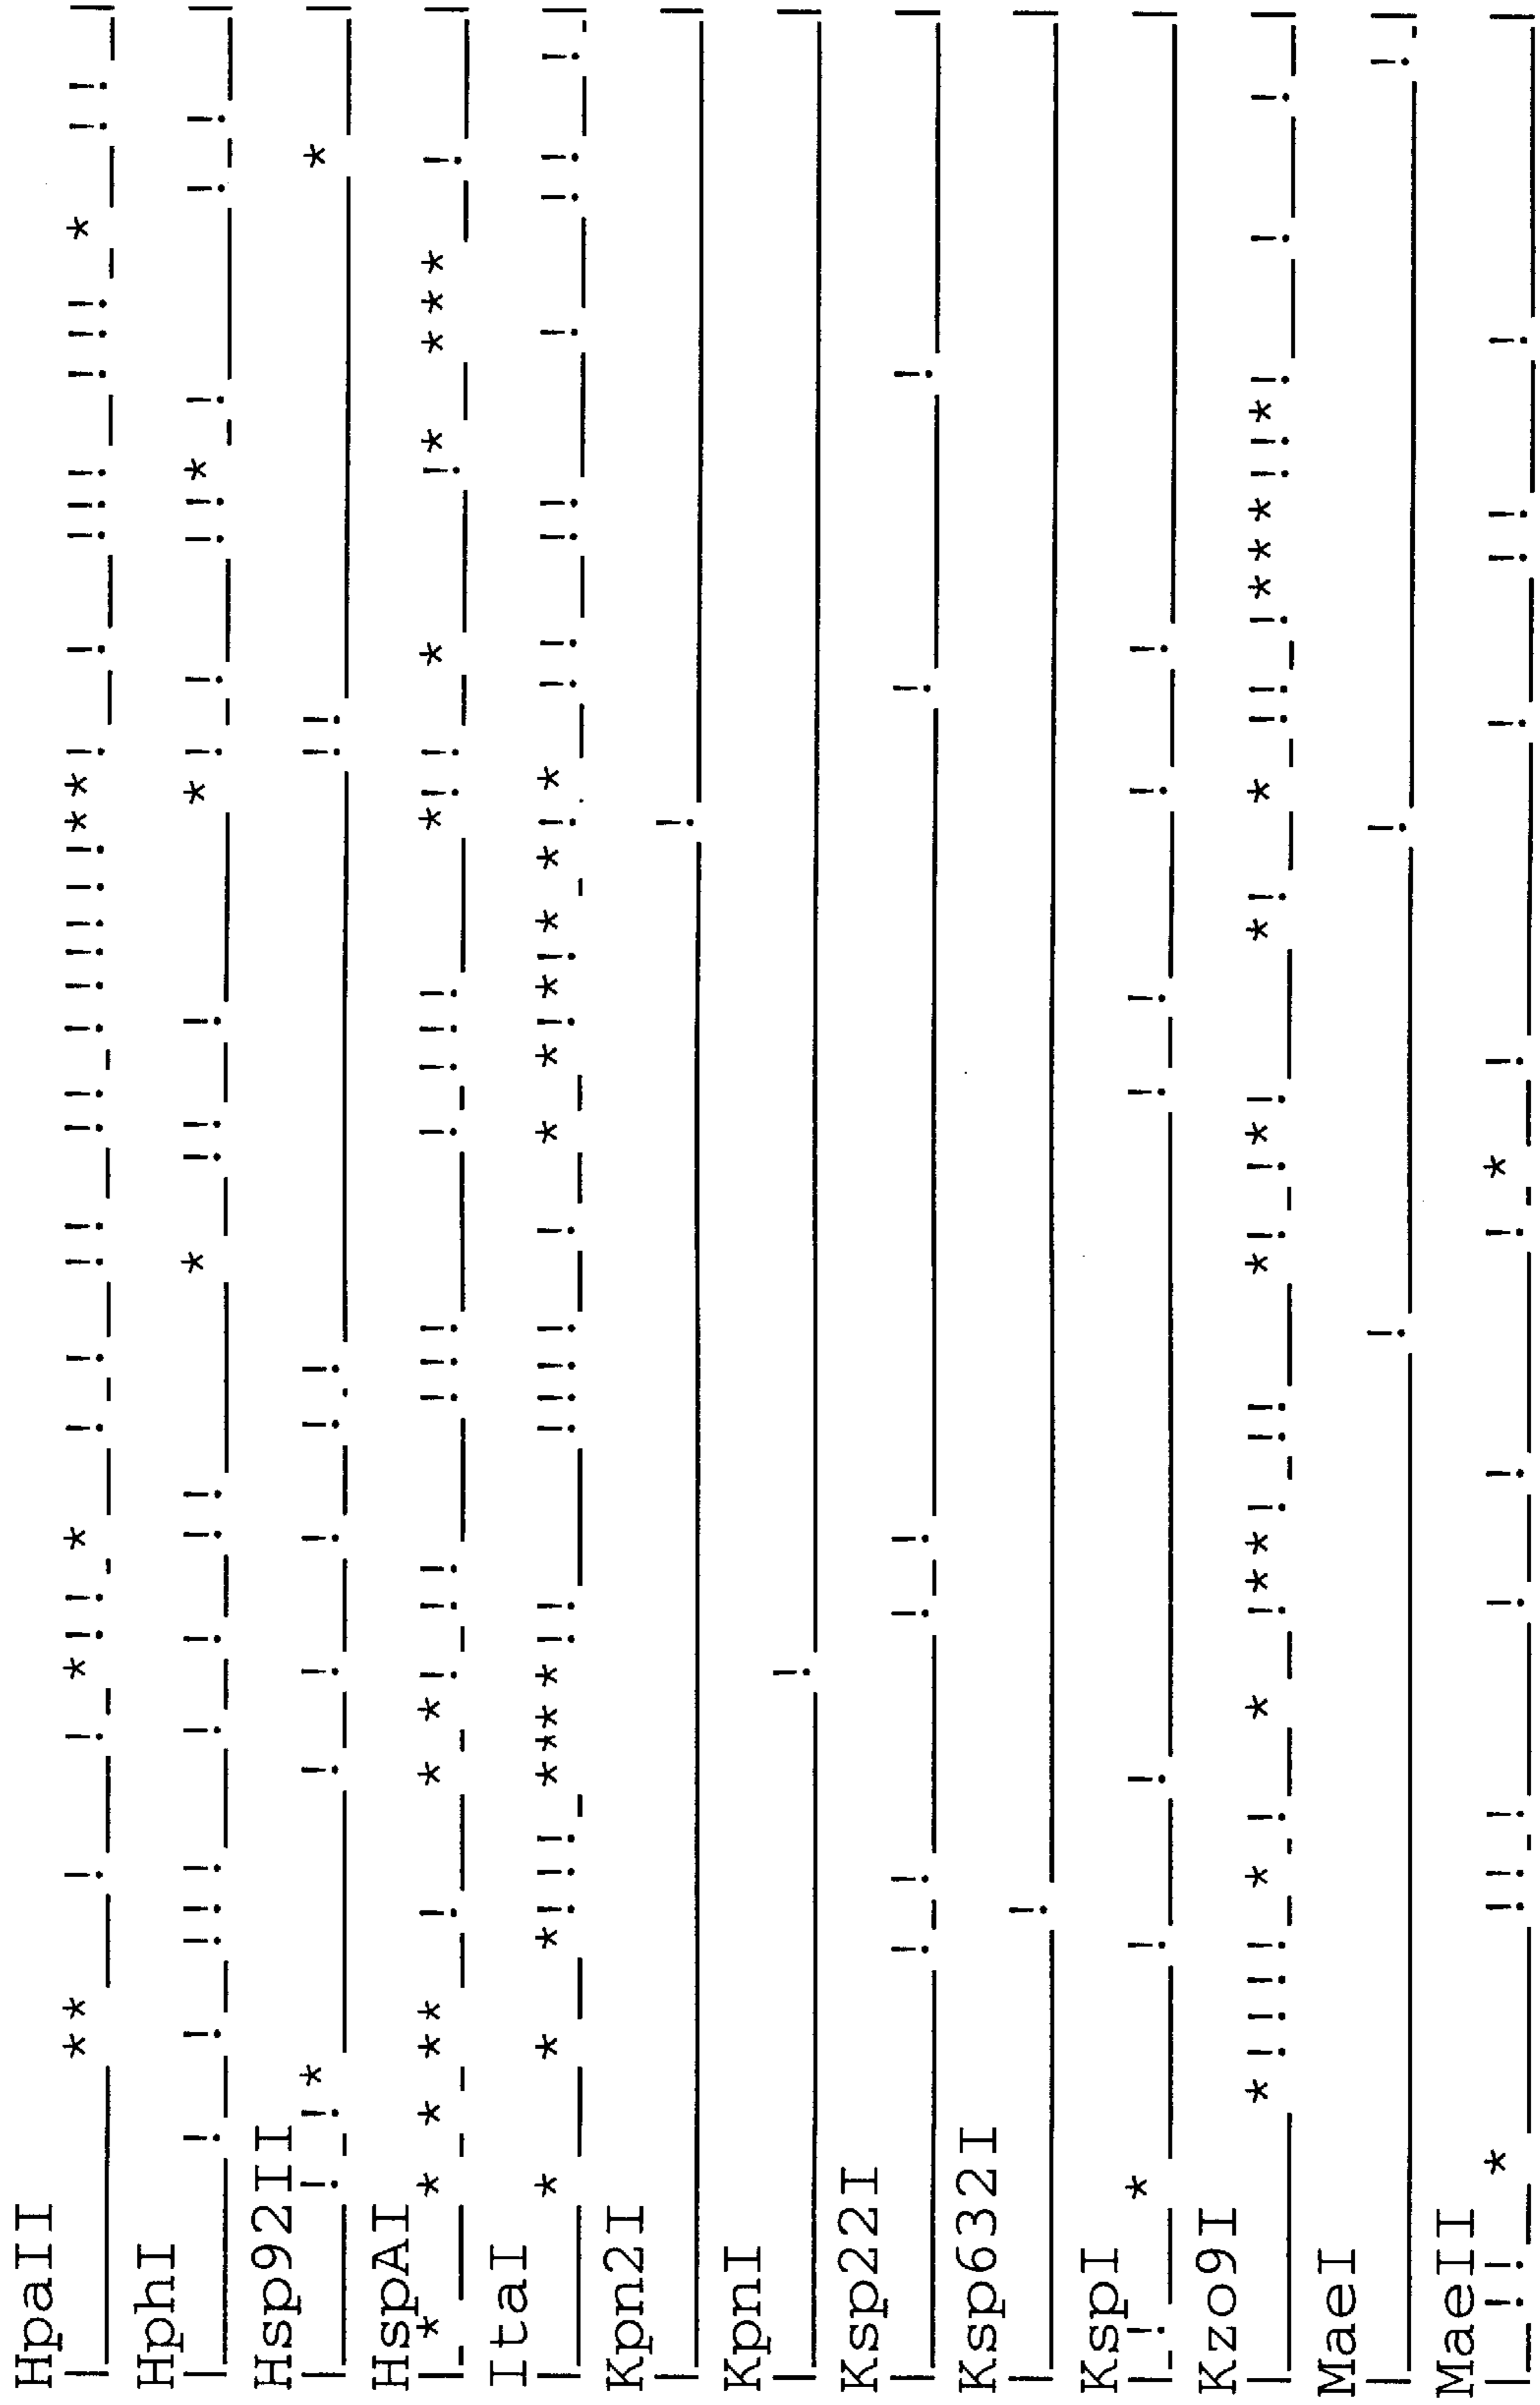 HpaII
HphI
Hsp92II
HspAI
ItaI
Kpn2I
KpnI
Ksp22I
Ksp632I
KspI
Kzo9I
MaeI
MaeII